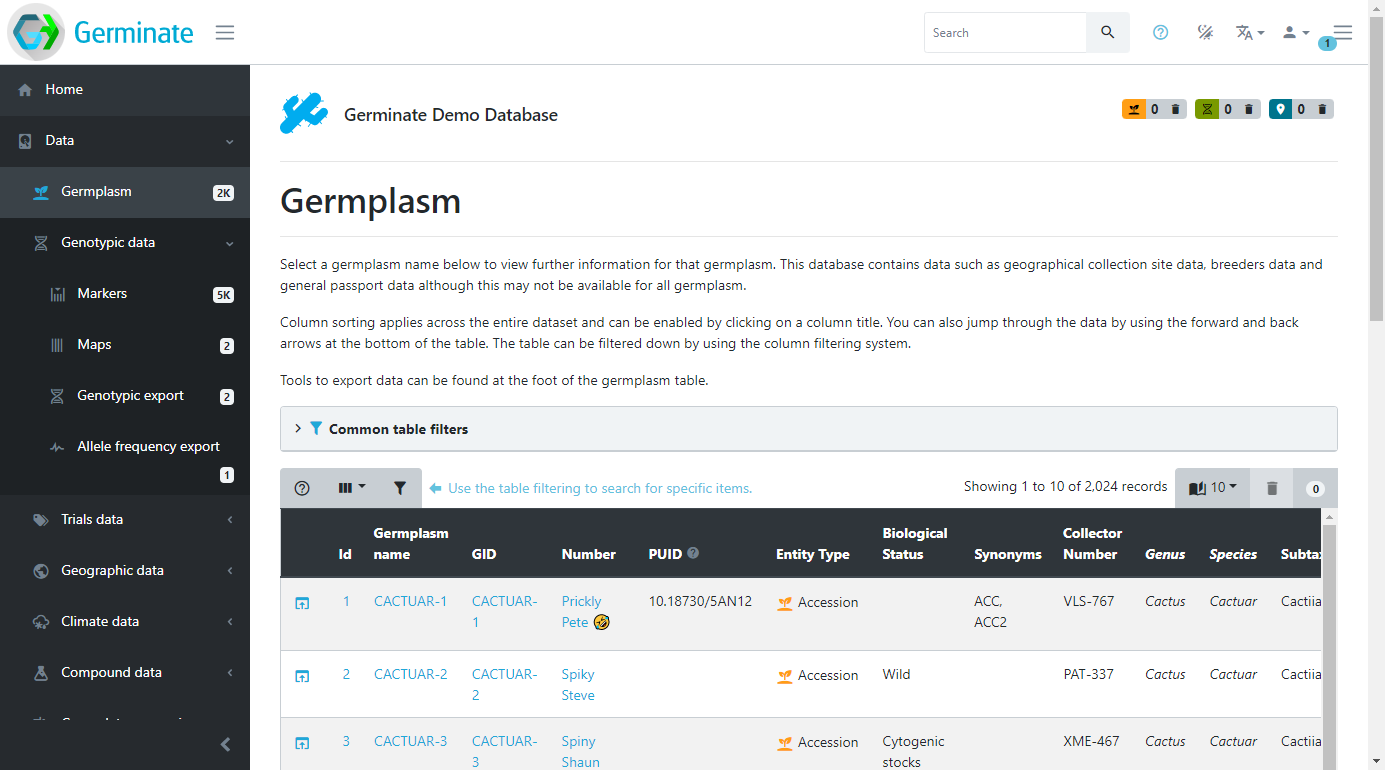 Germinate
Search
1
Home
Data
Germplasm 2K
Genotypic data
Markers 5K
Maps 2
Genotypic export 2
Allele frequency export
1
Trials data
Geographic data
Climate data
Compound data
Germinate Demo Database
0 0 0
Germplasm
Select a germplasm name below to view further information for that germplasm. This database contains data such as geographical collection site data, breeders data and
general passport data although this may not be available for all germplasm.
Column sorting applies across the entire dataset and can be enabled by clicking on a column title. You can also jump through the data by using the forward and back
arrows at the bottom of the table. The table can be filtered down by using the column filtering system.
Tools to export data can be found at the foot of the germplasm table.
Common table filters
Use the table filtering to search for specific items. Showing 1 to 10 of 2,024 records 10 0
Germplasm Biological Collector
Id name GID Number PUID Entity Type Status Synonyms Number Genus Species Subtax
1 CACTUAR-1 CACTUAR- Prickly 10.18730/5AN12 Accession ACC, VLS-767 Cactus Cactuar Cactiia
1 Pete 🤣 ACC2
2 CACTUAR-2 CACTUAR- Spiky Accession Wild PAT-337 Cactus Cactuar Cactiia
2 Steve
3 CACTUAR-3 CACTUAR- Spiny Accession Cytogenic XME-467 Cactus Cactuar Cactiia
3 Shaun stocks